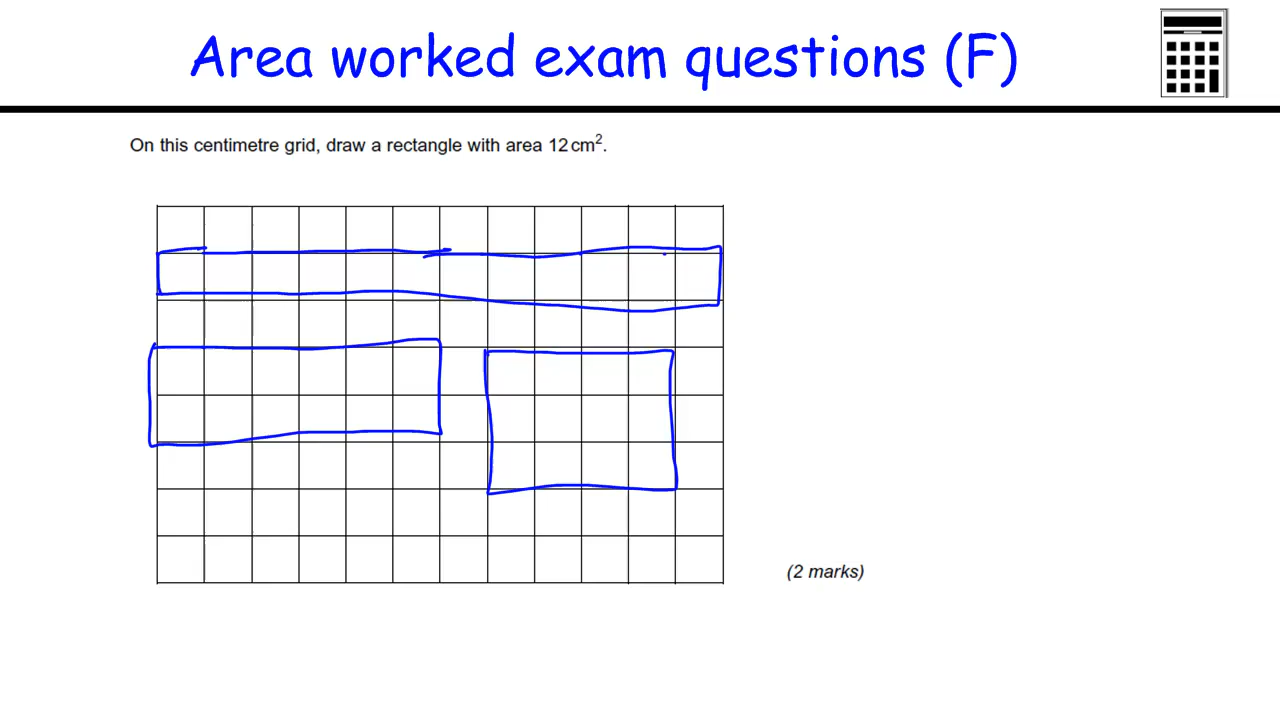 Area worked exam questions (F)
On this centimetre grid, draw a rectangle with area 12 cm².
(2 marks)